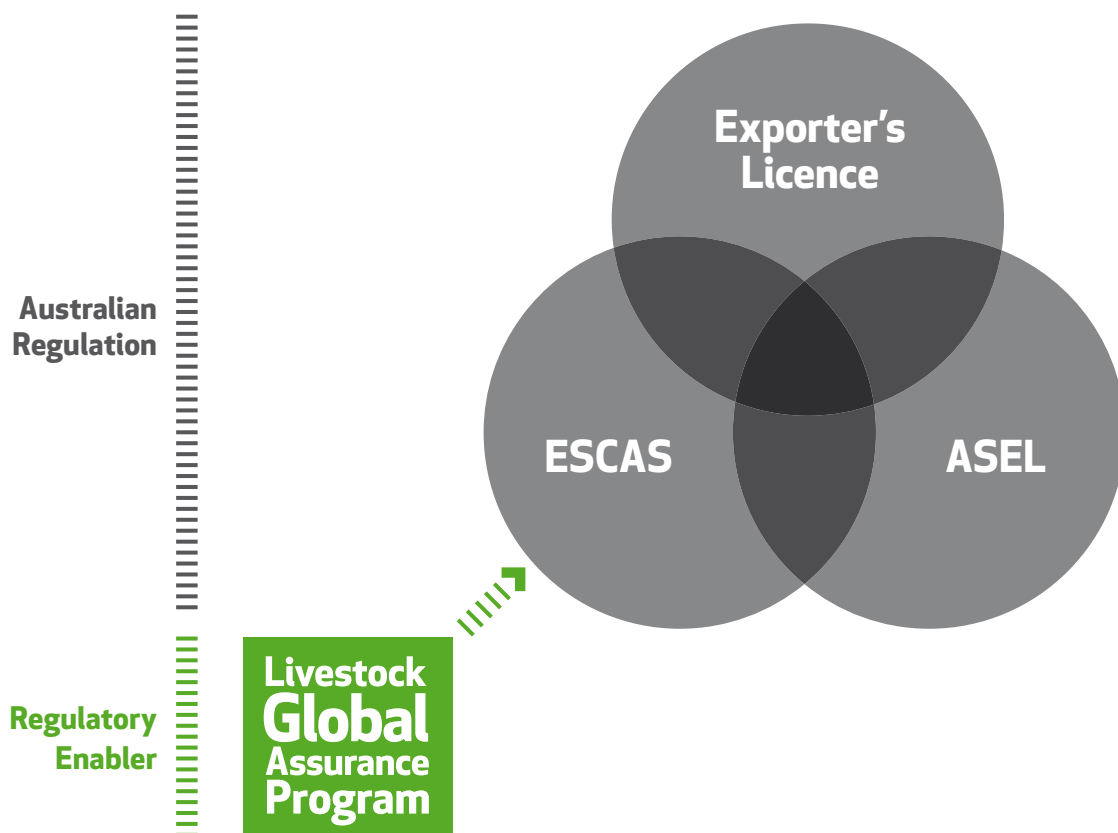 Exporter's
Licence
Australian
Regulation
ESCAS
ASEL
Livestock
Global
Assurance
Program
Regulatory
Enabler